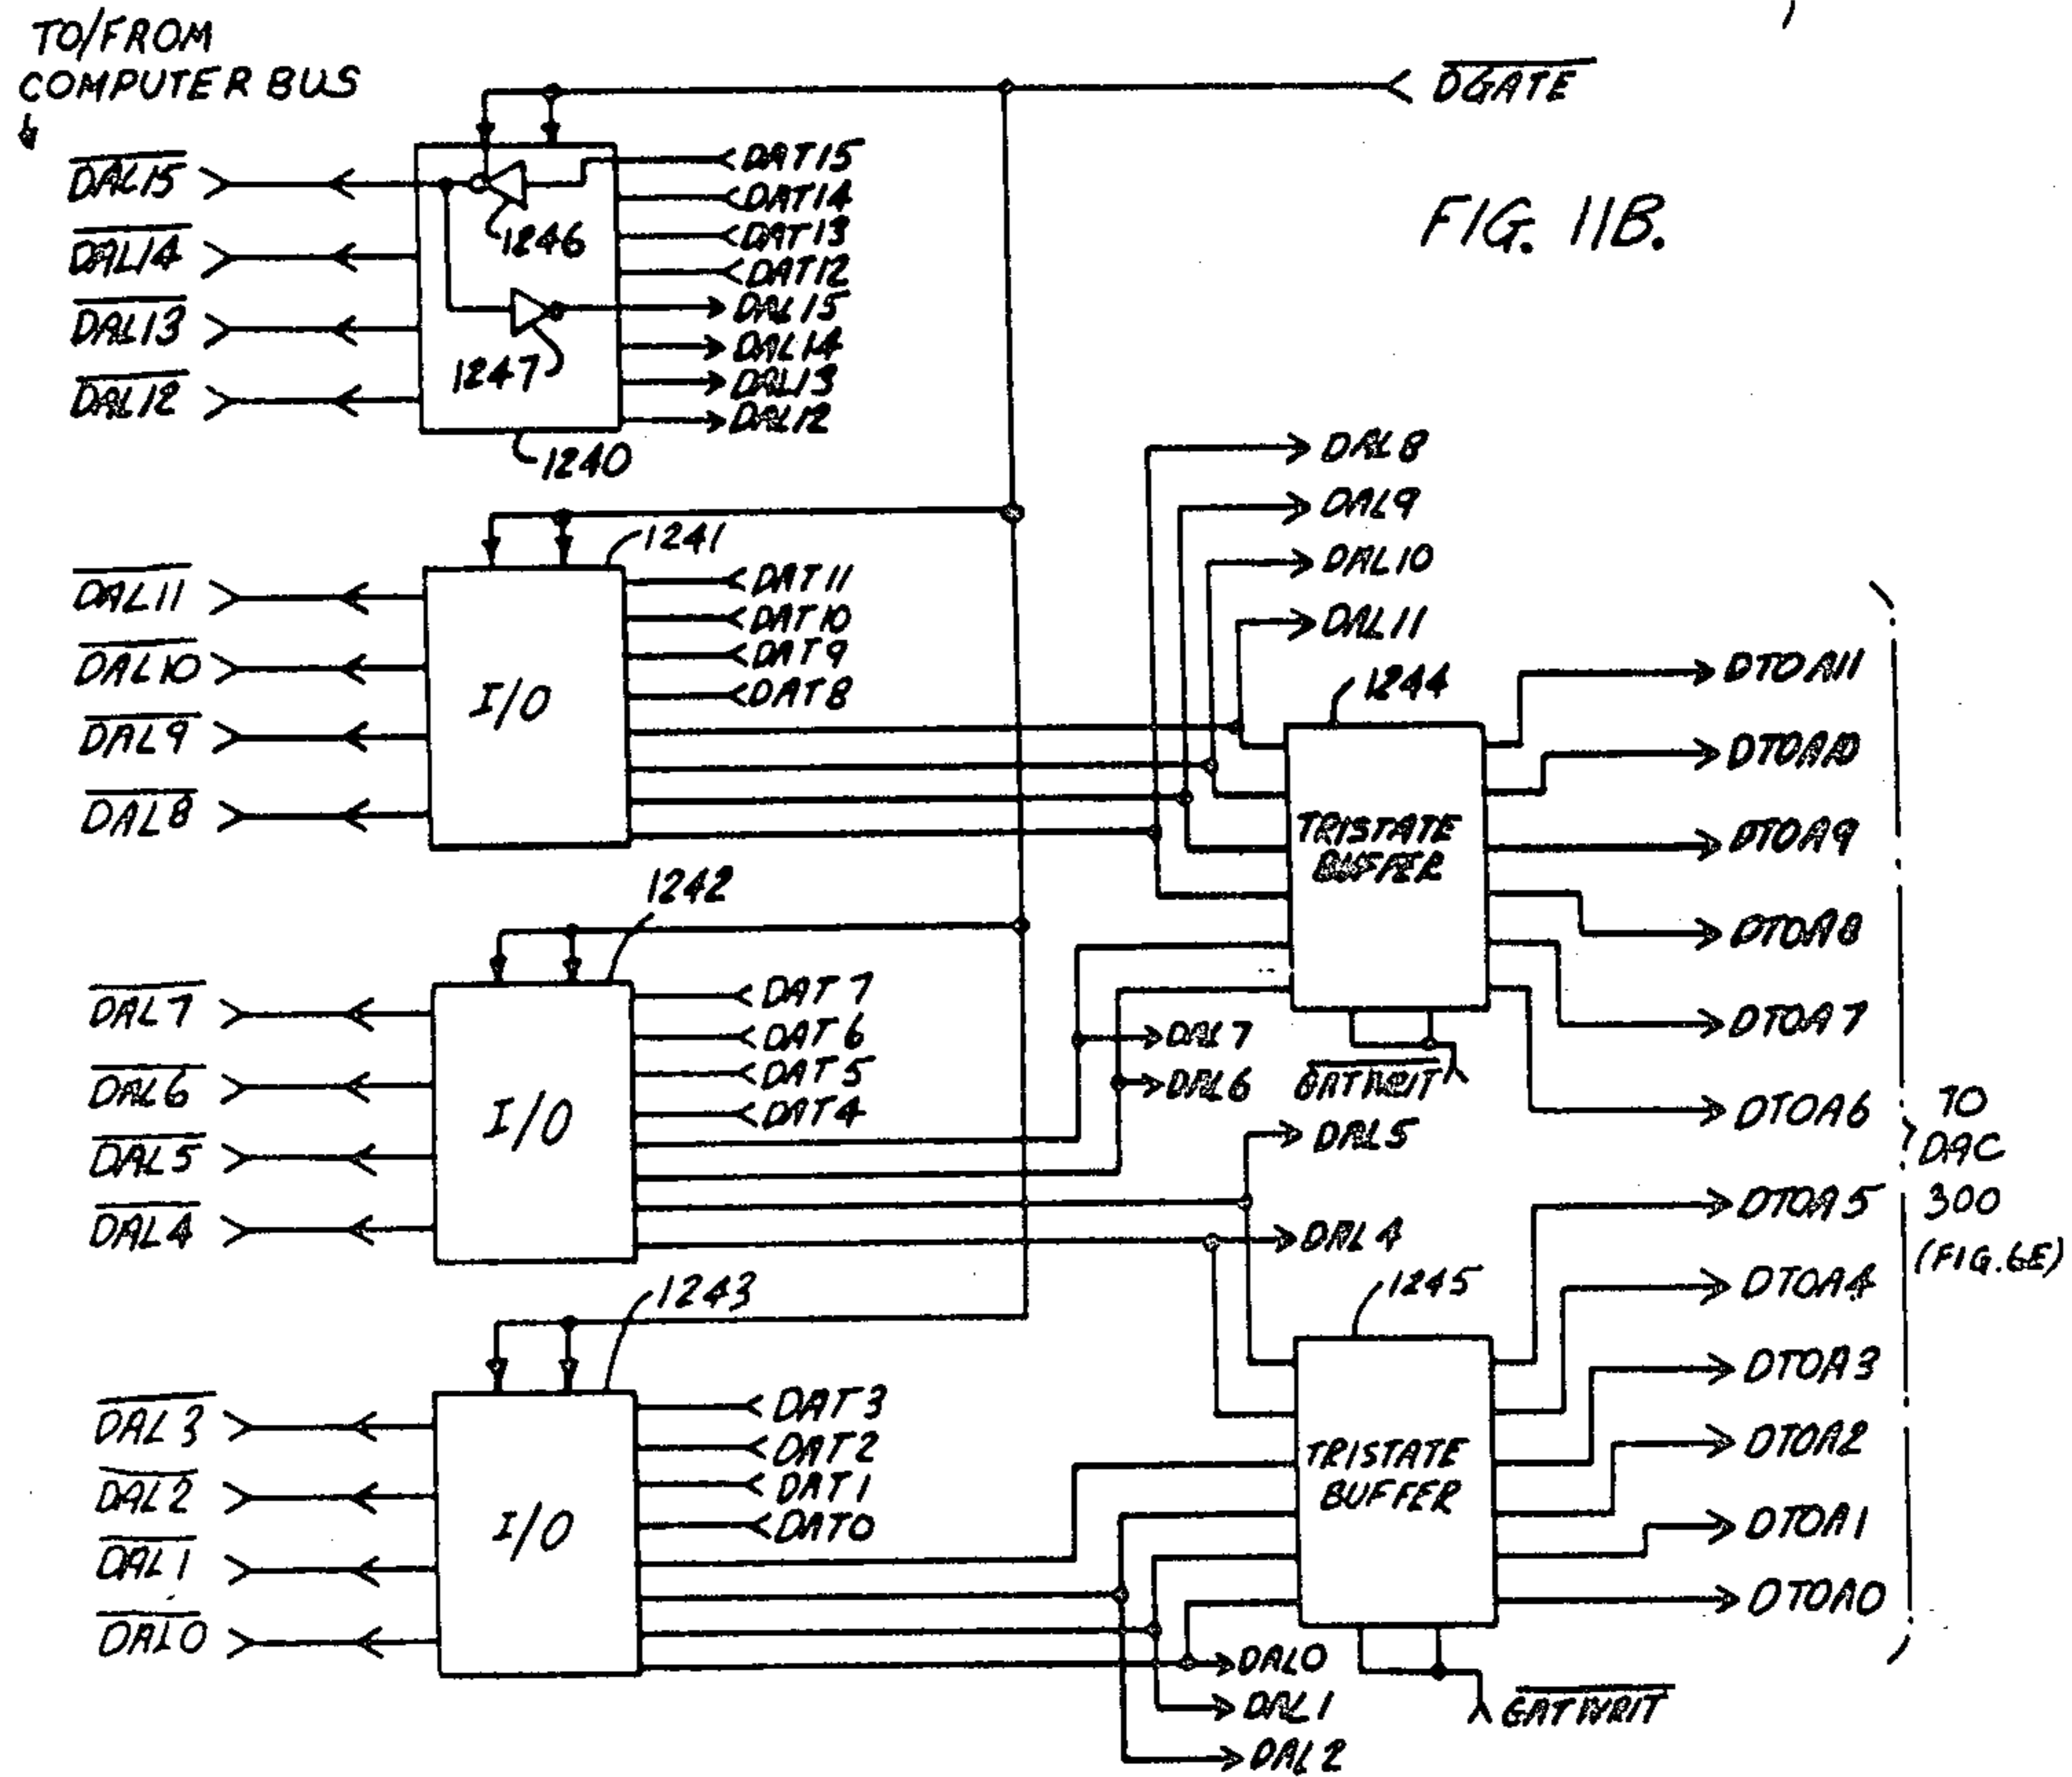 TO/FROM
COMPUTER BUS
DGATE
FIG. 11B.
DAL15
DAL14
DAL13
DAL12
DAT15
DAT14
DAT13
DAT12
DAL15
DAL14
DAL13
DAL12
1246
1247
1240
DAL11
DAL10
DAL9
DAL8
I/O
1241
DAT11
DAT10
DAT9
DAT8
DAL8
DAL9
DAL10
DAL11
1244
TRISTATE
BUFFER
GATWRIT
DTOA11
DTOA10
DTOA9
DTOA8
DTOA7
DTOA6
DAL7
DAL6
DAL5
DAL4
I/O
1242
DAT7
DAT6
DAT5
DAT4
DAL7
DAL6
DAL5
DAL4
DAL3
DAL2
DAL1
DAL0
I/O
1243
DAT3
DAT2
DAT1
DAT0
1245
TRISTATE
BUFFER
GATWRIT
DAL0
DAL1
DAL2
DTOA5
DTOA4
DTOA3
DTOA2
DTOA1
DTOA0
TO
DAC
300
(FIG.6E)